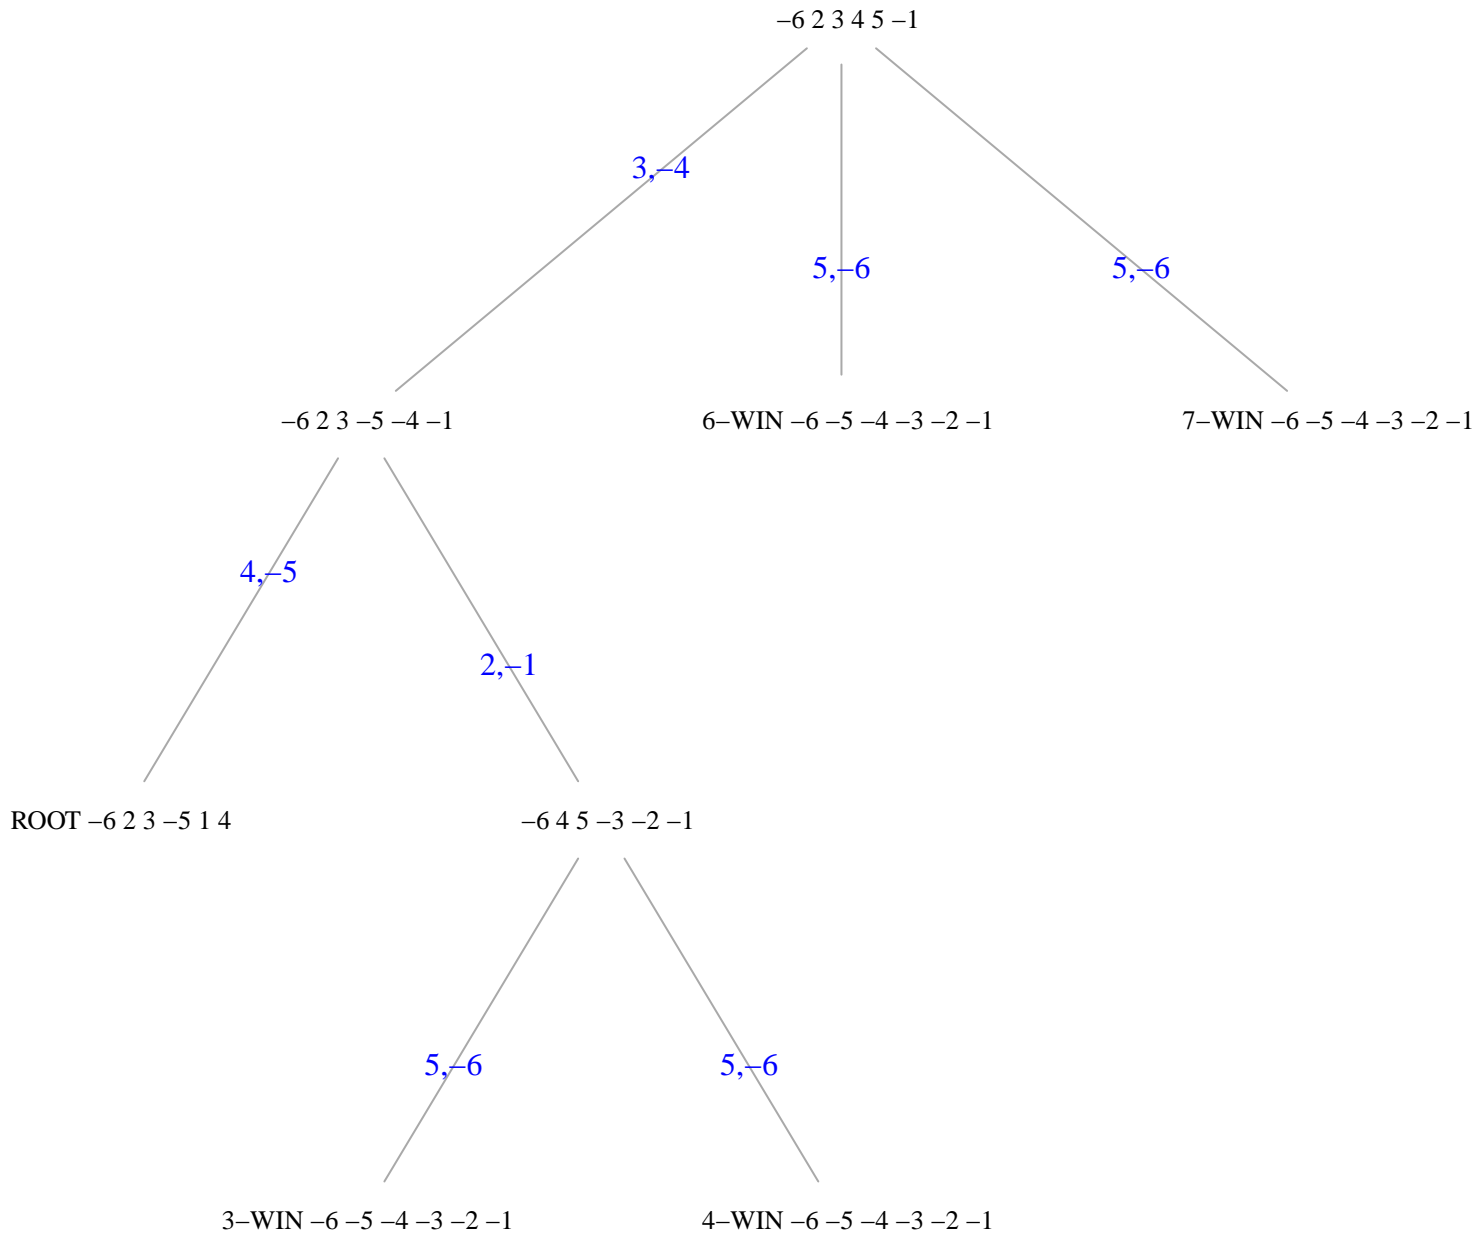 –6 2 3 4 5 –1
3,–4
5,–6
5,–6
–6 2 3 –5 –4 –1
6–WIN –6 –5 –4 –3 –2 –1
7–WIN –6 –5 –4 –3 –2 –1
4,–5
2,–1
ROOT –6 2 3 –5 1 4
–6 4 5 –3 –2 –1
5,–6
5,–6
3–WIN –6 –5 –4 –3 –2 –1
4–WIN –6 –5 –4 –3 –2 –1